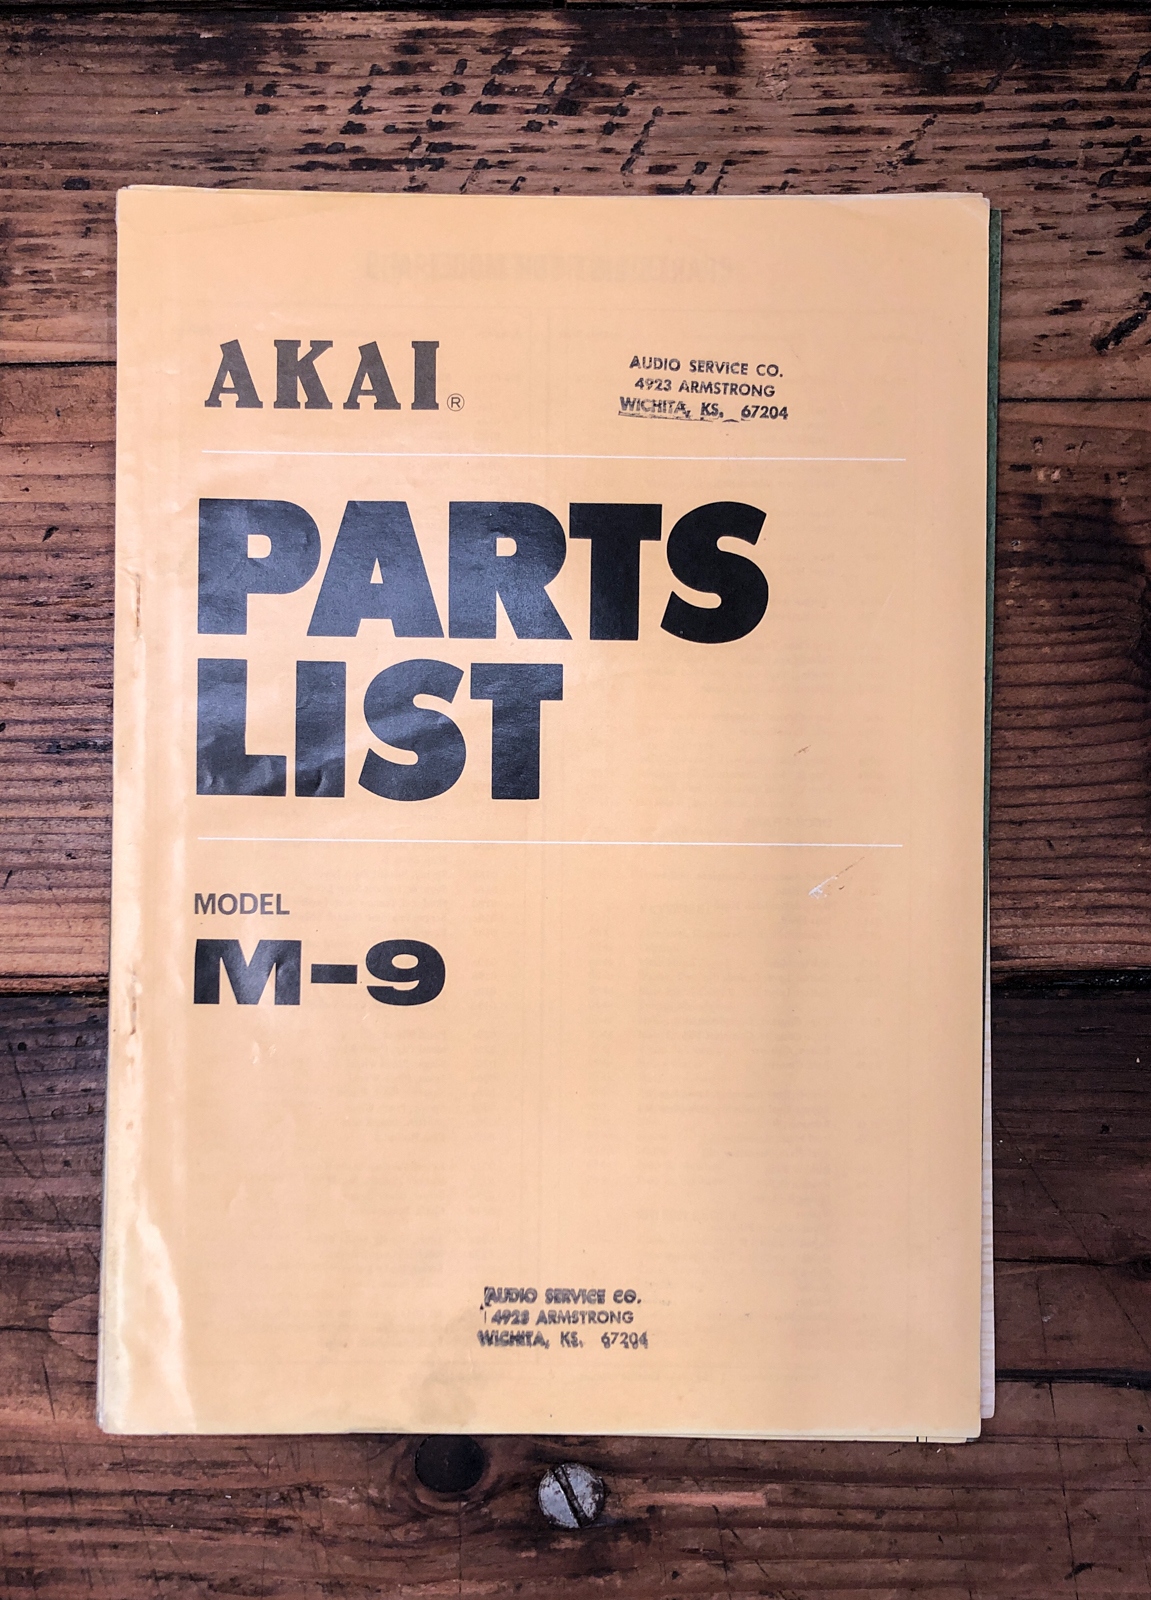 AKAI®
AUDIO SERVICE CO.
4923 ARMSTRONG
WICHITA, KS, 67204
PARTS
LIST
MODEL
M-9
AUDIO SERVICE CO.
4923 ARMSTRONG
WICHITA, KS. 67204